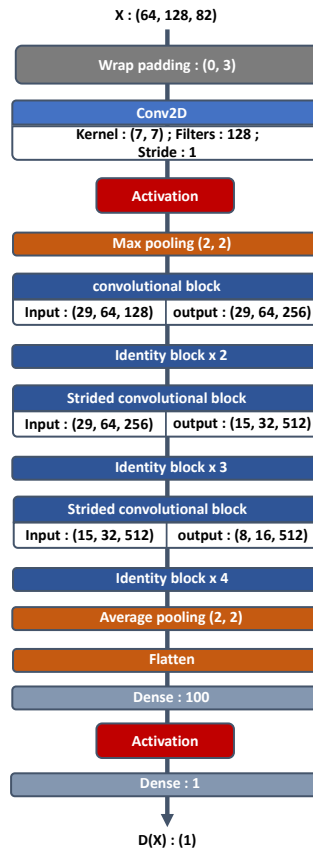 X : (64, 128, 82)
Wrap padding : (0, 3)
Conv2D
Kernel : (7, 7) ; Filters : 128 ;
Stride : 1
Activation
Max pooling (2, 2)
convolutional block
Input : (29, 64, 128) output : (29, 64, 256)
Identity block x 2
Strided convolutional block
Input : (29, 64, 256) output : (15, 32, 512)
Identity block x 3
Strided convolutional block
Input : (15, 32, 512) output : (8, 16, 512)
Identity block x 4
Average pooling (2, 2)
Flatten
Dense : 100
Activation
Dense : 1
D(X) : (1)